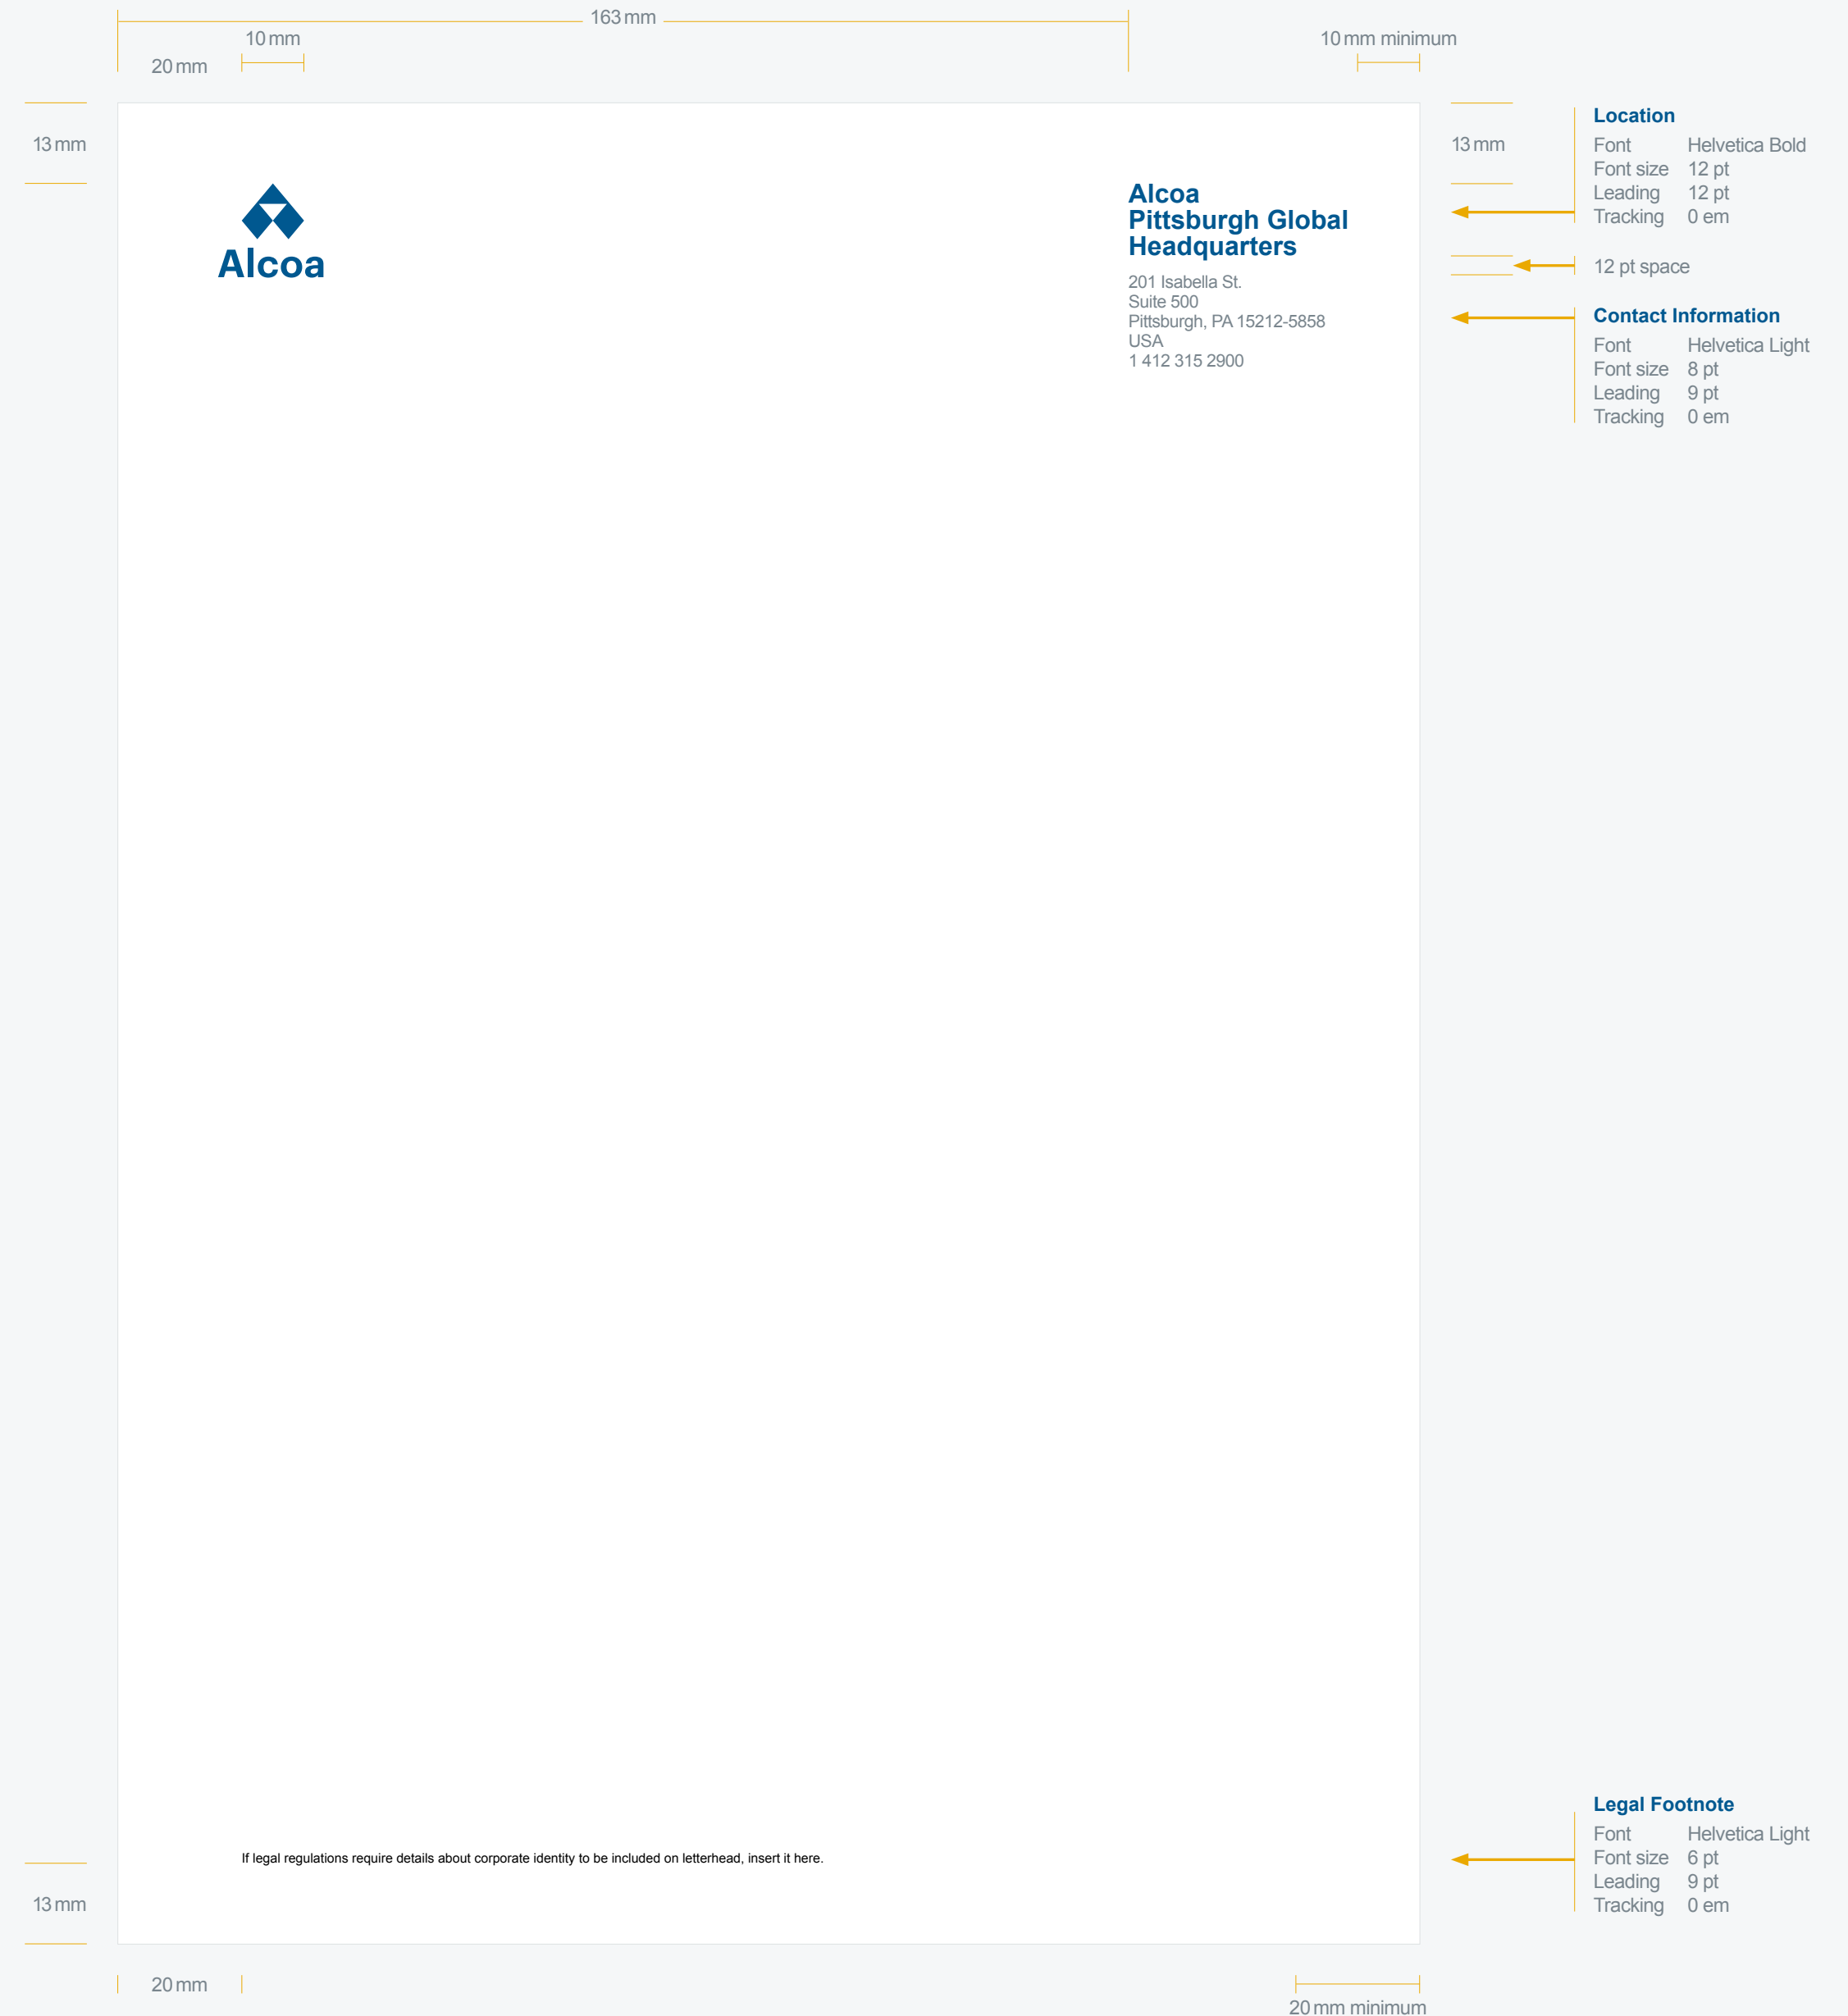 163 mm
10 mm
10 mm minimum
20 mm
13 mm
13 mm
Alcoa
Alcoa
Pittsburgh Global
Headquarters
201 Isabella St.
Suite 500
Pittsburgh, PA 15212-5858
USA
1 412 315 2900
Location
Font Helvetica Bold
Font size 12 pt
Leading 12 pt
Tracking 0 em
12 pt space
Contact Information
Font Helvetica Light
Font size 8 pt
Leading 9 pt
Tracking 0 em
If legal regulations require details about corporate identity to be included on letterhead, insert it here.
Legal Footnote
Font Helvetica Light
Font size 6 pt
Leading 9 pt
Tracking 0 em
13 mm
20 mm
20 mm minimum